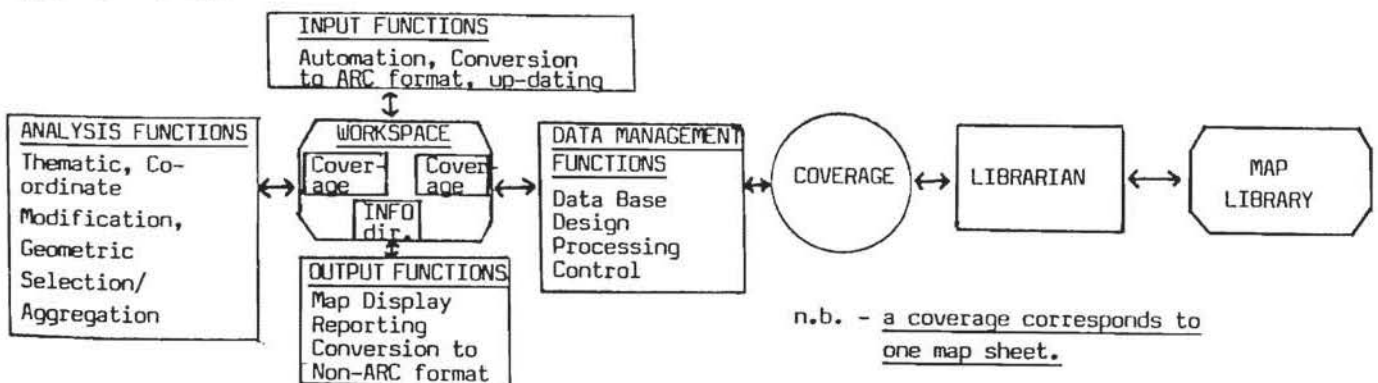 INPUT FUNCTIONS
Automation, Conversion
to ARC format, up-dating
ANALYSIS FUNCTIONS
Thematic, Co-
ordinate
Modification,
Geometric
Selection/
Aggregation
WORKSPACE
Cover-
age
Cover-
age
INFO
dir.
OUTPUT FUNCTIONS
Map Display
Reporting
Conversion to
Non-ARC format
DATA MANAGEMENT
FUNCTIONS
Data Base
Design
Processing
Control
COVERAGE
LIBRARIAN
MAP
LIBRARY
n.b. - a coverage corresponds to
one map sheet.